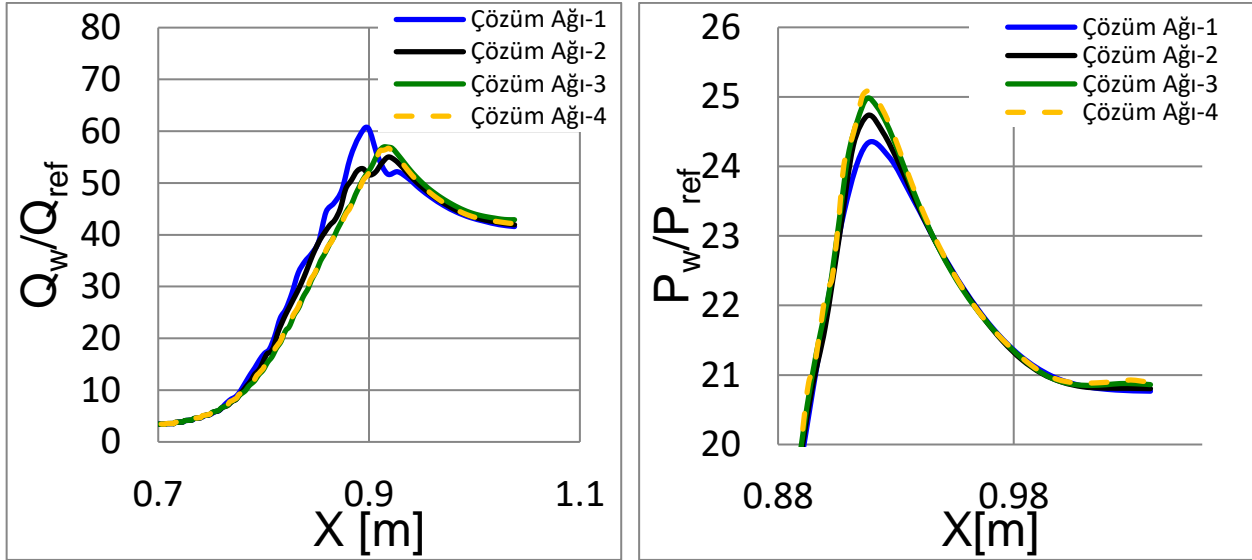 Çözüm Ağı-1
Çözüm Ağı-2
Çözüm Ağı-3
Çözüm Ağı-4
80
70
60
50
40
30
20
10
0
Qw/Qref
0.7
0.9
1.1
X [m]
Çözüm Ağı-1
Çözüm Ağı-2
Çözüm Ağı-3
Çözüm Ağı-4
26
25
24
23
22
21
20
Pw/Pref
0.88
0.98
X[m]